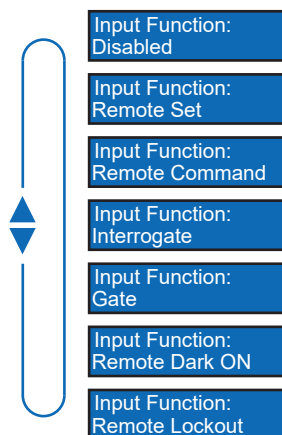 Input Function:
Disabled
Input Function:
Remote Set
Input Function:
Remote Command
Input Function:
Interrogate
Input Function:
Gate
Input Function:
Remote Dark ON
Input Function:
Remote Lockout